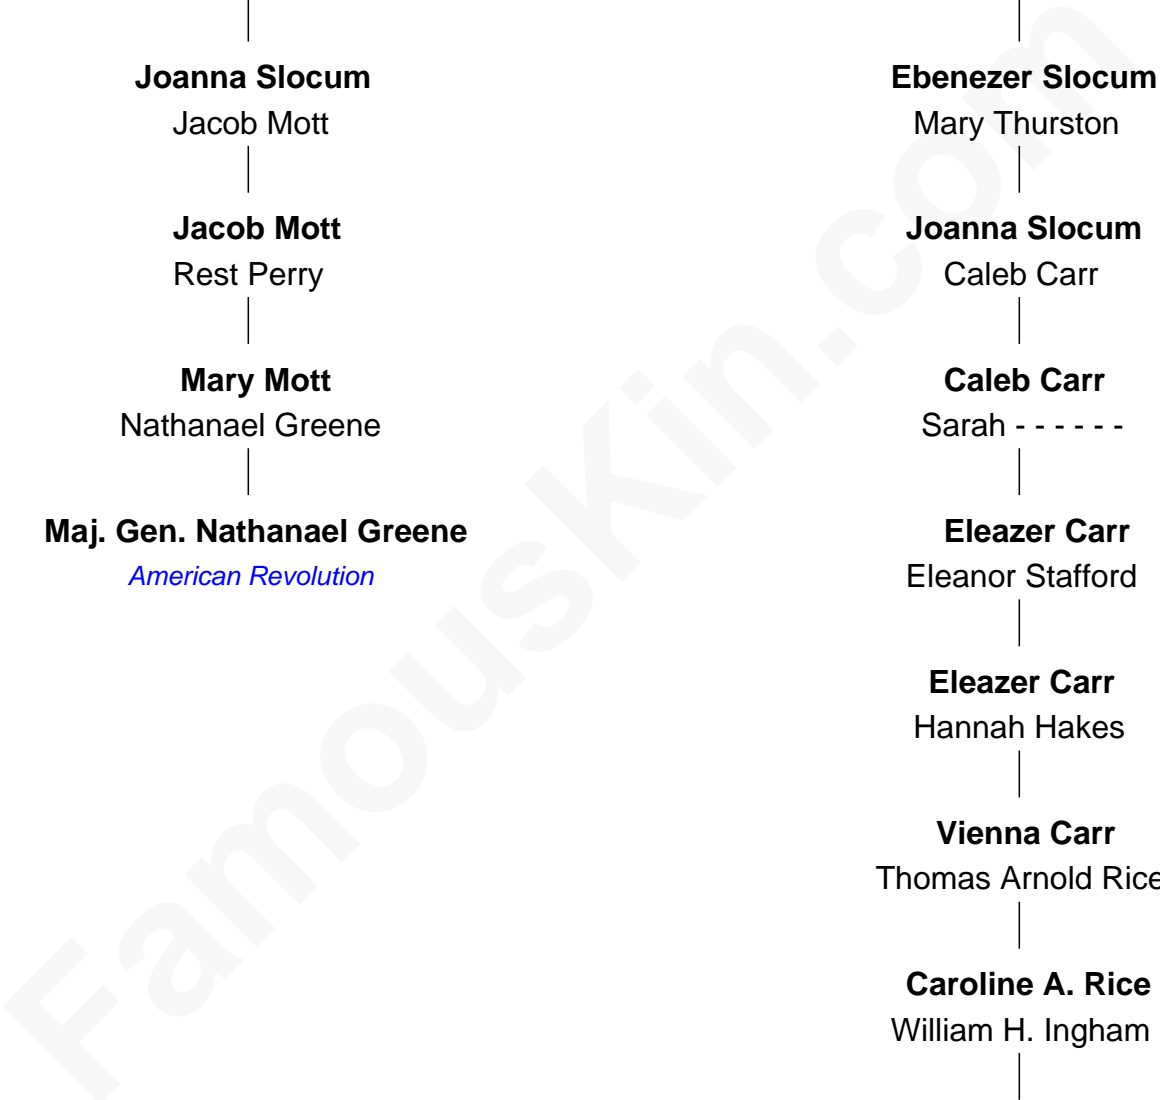 Joanna Slocum
Jacob Mott
Jacob Mott
Rest Perry
Mary Mott
Nathanael Greene
Maj. Gen. Nathanael Greene
American Revolution
Ebenezer Slocum
Mary Thurston
Joanna Slocum
Caleb Carr
Caleb Carr
Sarah - - - - - -
Eleazer Carr
Eleanor Stafford
Eleazer Carr
Hannah Hakes
Vienna Carr
Thomas Arnold Rice
Caroline A. Rice
William H. Ingham
FamousKin.com